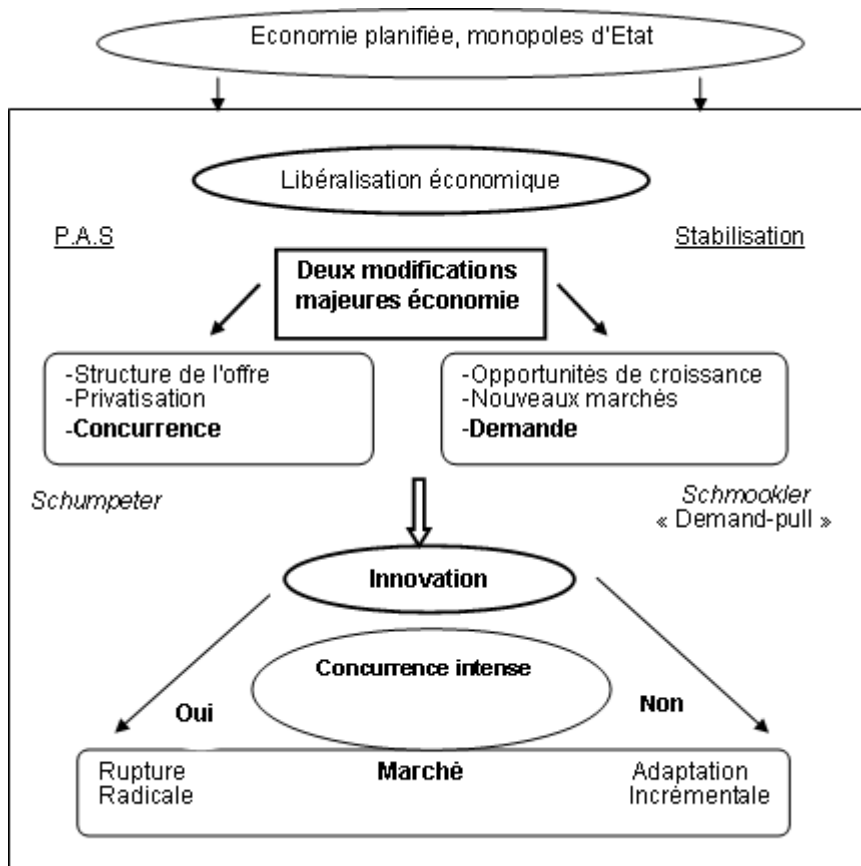 Economie planifiée, monopoles d'Etat
Libéralisation économique
P.A.S
Stabilisation
Deux modifications
majeures économie
-Structure de l'offre
-Privatisation
-Concurrence
-Opportunités de croissance
-Nouveaux marchés
-Demande
Schumpeter
Schmookler
« Demand-pull »
Innovation
Concurrence intense
Oui
Non
Rupture
Radicale
Marché
Adaptation
Incrémentale